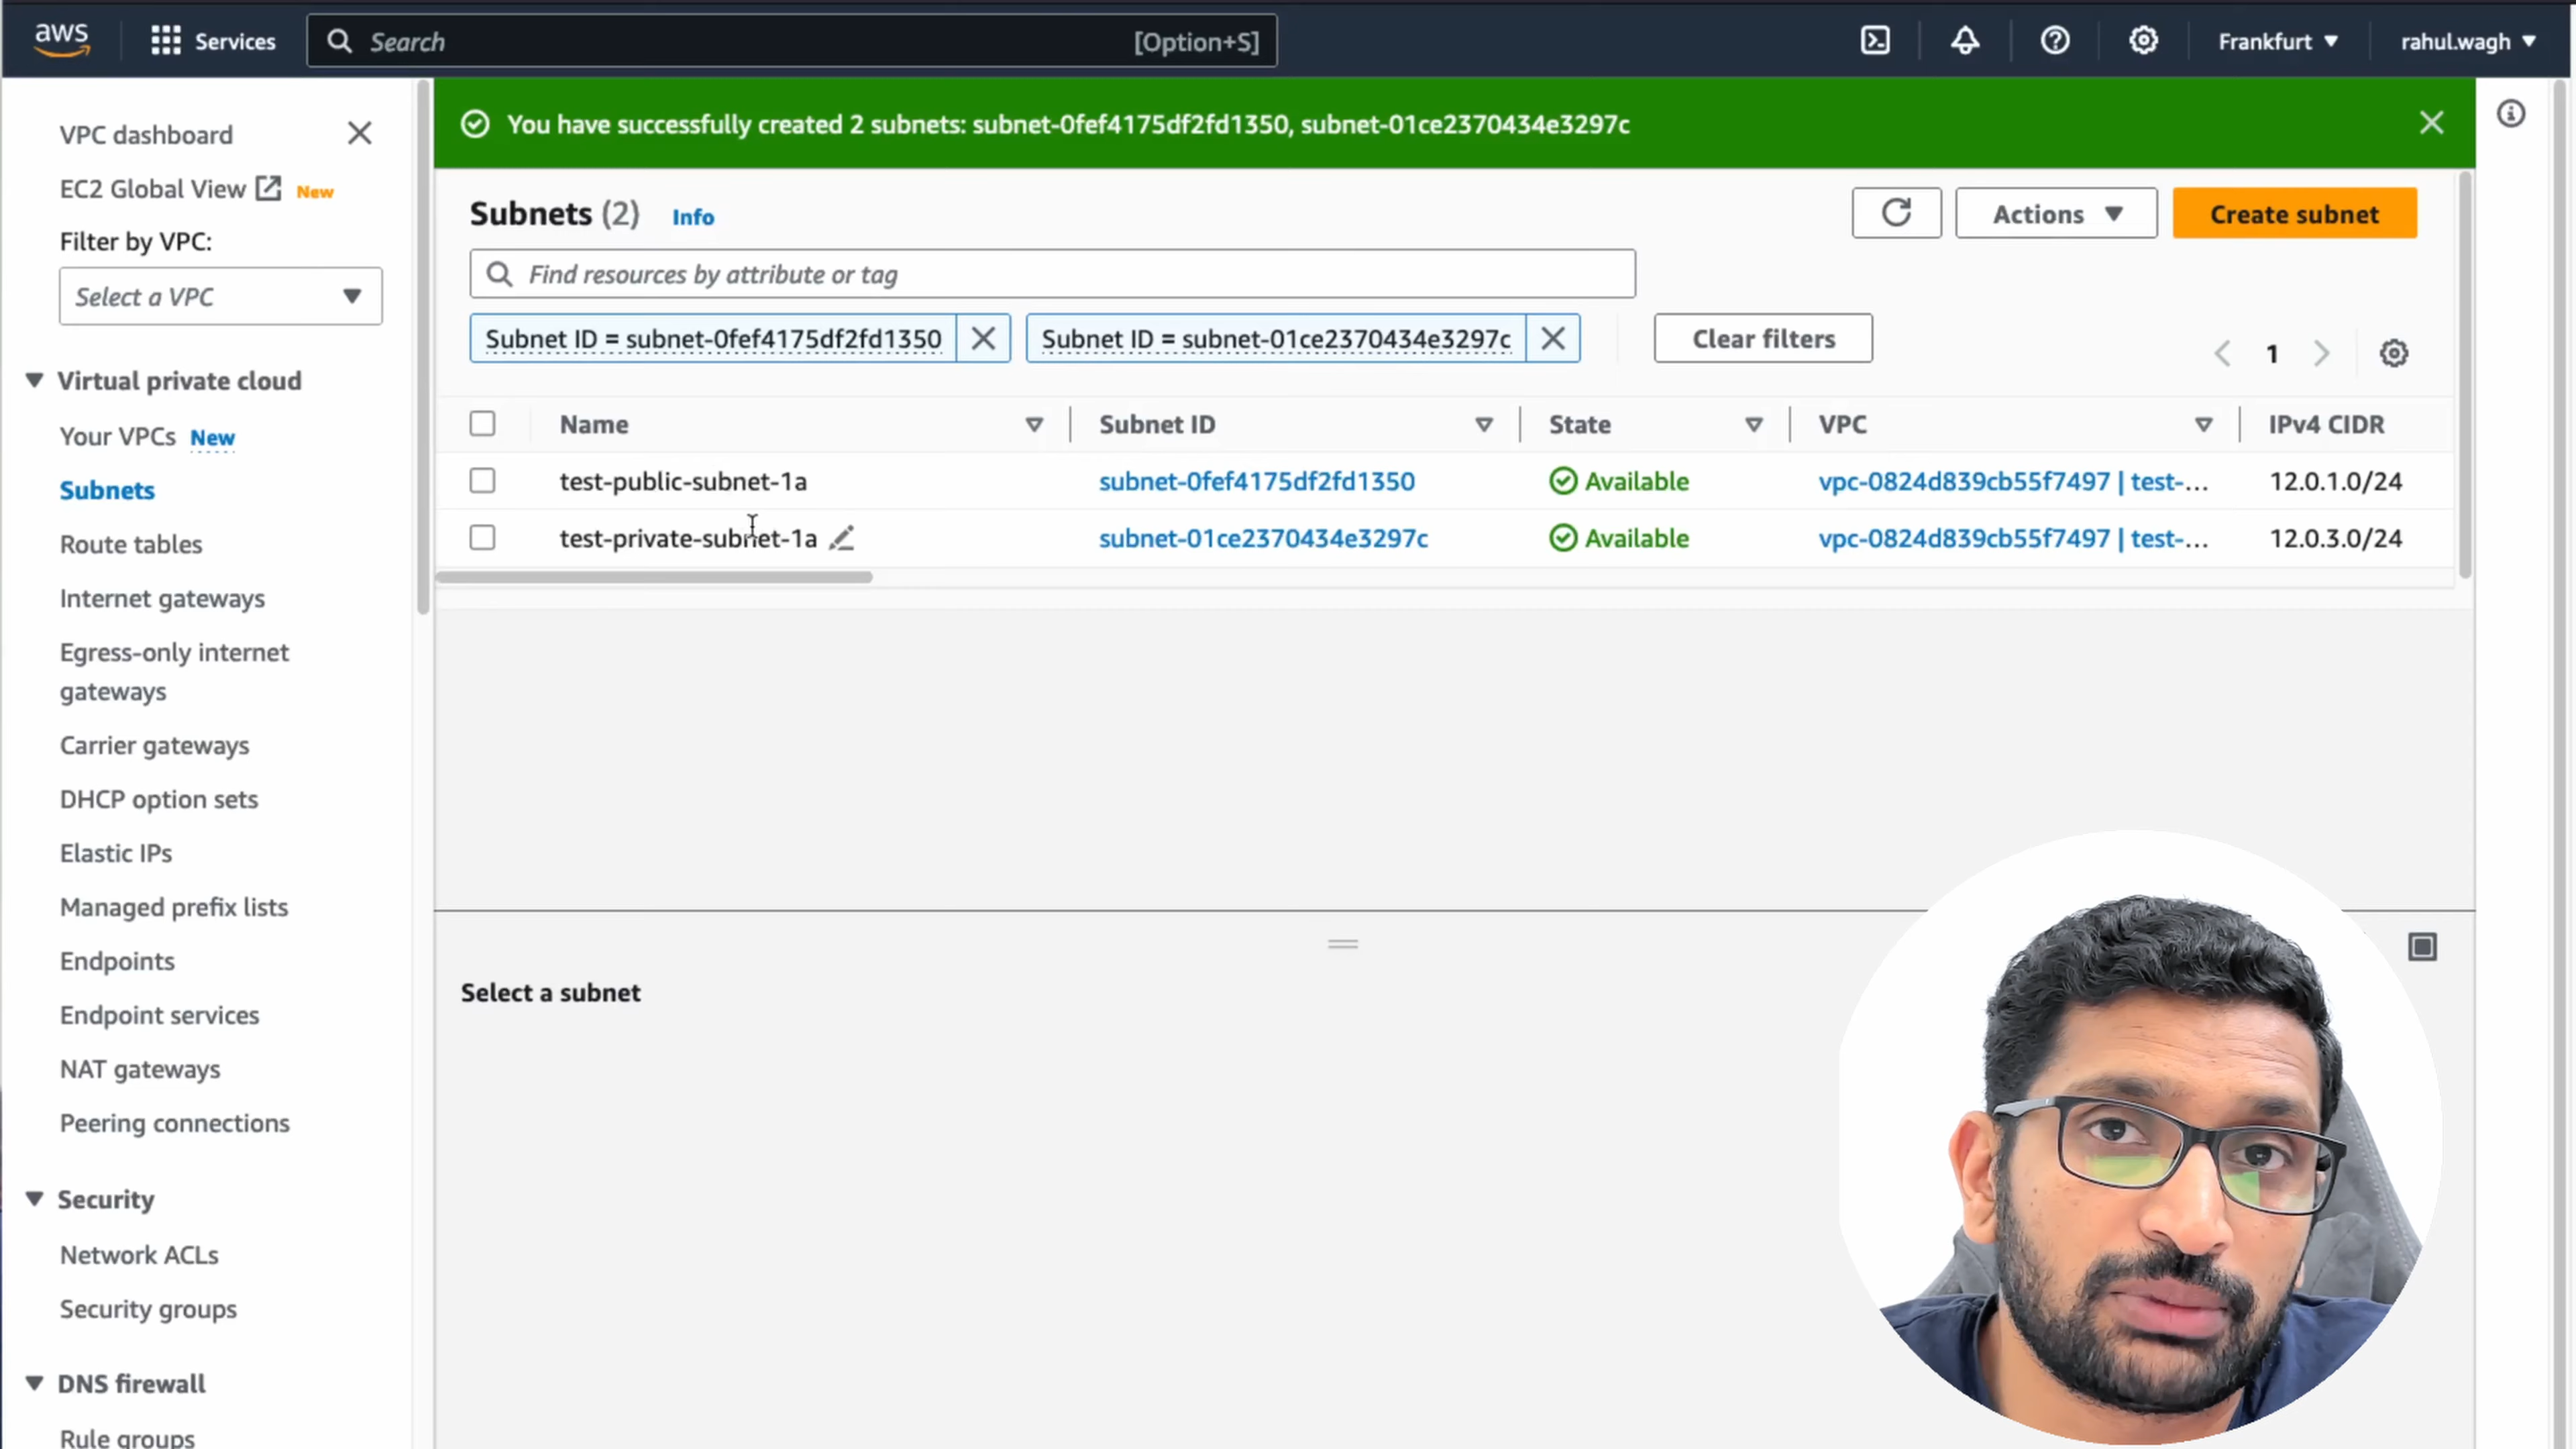 aws
Services
Search
[Option+S]
Frankfurt
rahul.wagh
VPC dashboard
EC2 Global View New
Filter by VPC:
Select a VPC
Virtual private cloud
Your VPCs New
Subnets
Route tables
Internet gateways
Egress-only internet
gateways
Carrier gateways
DHCP option sets
Elastic IPs
Managed prefix lists
Endpoints
Endpoint services
NAT gateways
Peering connections
Security
Network ACLs
Security groups
DNS firewall
Rule groups
You have successfully created 2 subnets: subnet-0fef4175df2fd1350, subnet-01ce2370434e3297c
Subnets (2) Info
Actions
Create subnet
Find resources by attribute or tag
Subnet ID = subnet-0fef4175df2fd1350
Subnet ID = subnet-01ce2370434e3297c
Clear filters
1
Name Subnet ID State VPC IPv4 CIDR
test-public-subnet-1a subnet-0fef4175df2fd1350 Available vpc-0824d839cb55f7497 | test-... 12.0.1.0/24
test-private-subnet-1a subnet-01ce2370434e3297c Available vpc-0824d839cb55f7497 | test-... 12.0.3.0/24
Select a subnet